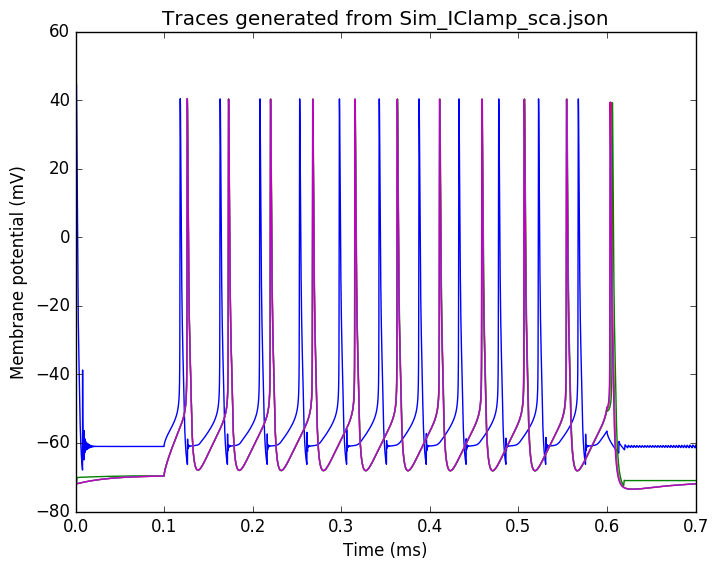 Traces generated from Sim_IClamp_sca.json
60
40
20
0
−20
−40
−60
−80
Membrane potential (mV)
0.0 0.1 0.2 0.3 0.4 0.5 0.6 0.7
Time (ms)